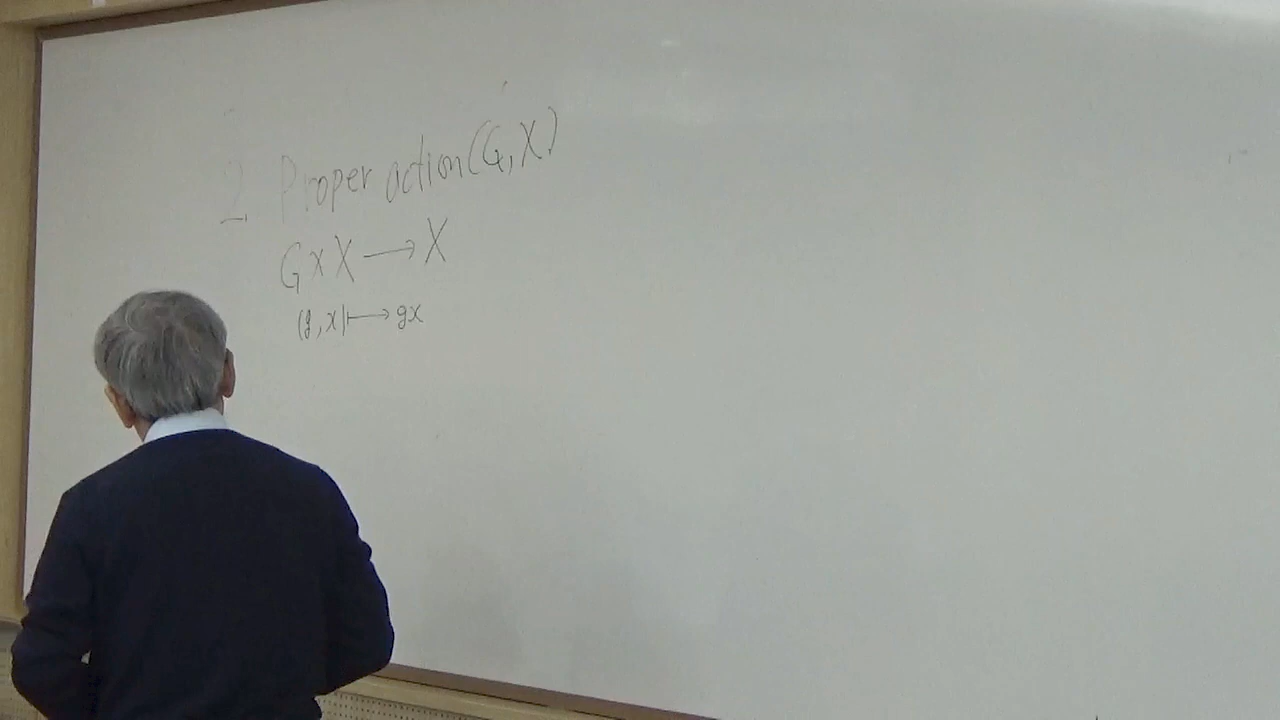 2 Proper action (G, X)
G × X ⟶ X
(g, x) ⟼ gx